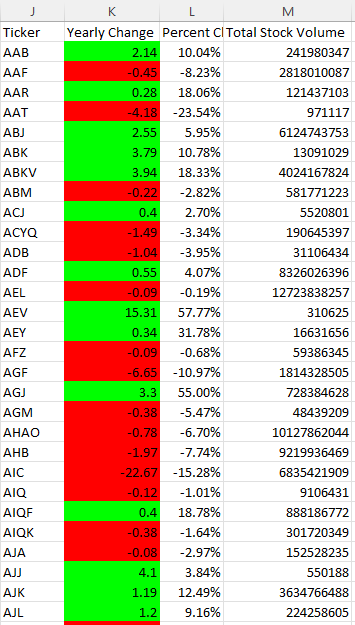 J K L M
Ticker Yearly Change Percent Cl Total Stock Volume
AAB 2.14 10.04% 241980347
AAF -0.45 -8.23% 2818010087
AAR 0.28 18.06% 121437103
AAT -4.18 -23.54% 971117
ABJ 2.55 5.95% 6124743753
ABK 3.79 10.78% 13091029
ABKV 3.94 18.33% 4024167824
ABM -0.22 -2.82% 581771223
ACJ 0.4 2.70% 5520801
ACYQ -1.49 -3.34% 190645397
ADB -1.04 -3.95% 31106434
ADF 0.55 4.07% 8326026396
AEL -0.09 -0.19% 12723838257
AEV 15.31 57.77% 310625
AEY 0.34 31.78% 16631656
AFZ -0.09 -0.68% 59386345
AGF -6.65 -10.97% 1814328505
AGJ 3.3 55.00% 728384628
AGM -0.38 -5.47% 48439209
AHAO -0.78 -6.70% 10127862044
AHB -1.97 -7.74% 9219936469
AIC -22.67 -15.28% 6835421909
AIQ -0.12 -1.01% 9106431
AIQF 0.4 18.78% 888186772
AIQK -0.38 -1.64% 301720349
AJA -0.08 -2.97% 152528235
AJJ 4.1 3.84% 550188
AJK 1.19 12.49% 3634766488
AJL 1.2 9.16% 224258605